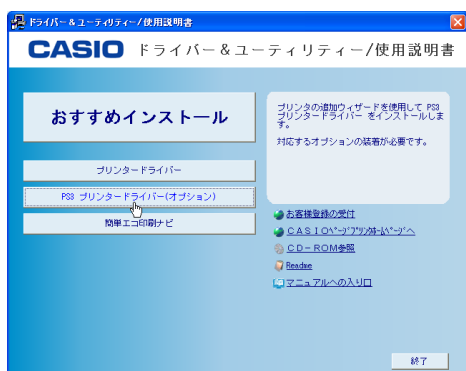 ドライバー&ユーティリティー/使用説明書
CASIO ドライバー&ユーティリティー/使用説明書
おすすめインストール
プリンタードライバー
PS3 プリンタードライバー(オプション)
簡単エコ印刷ナビ
プリンタの追加ウィザードを使用して PS3
プリンタードライバー をインストールしま
す。
対応するオプションの装着が必要です。
お客様登録の受付
CASIOページプリンタホームページへ
CD-ROM参照
Readme
マニュアルへの入り口
終了